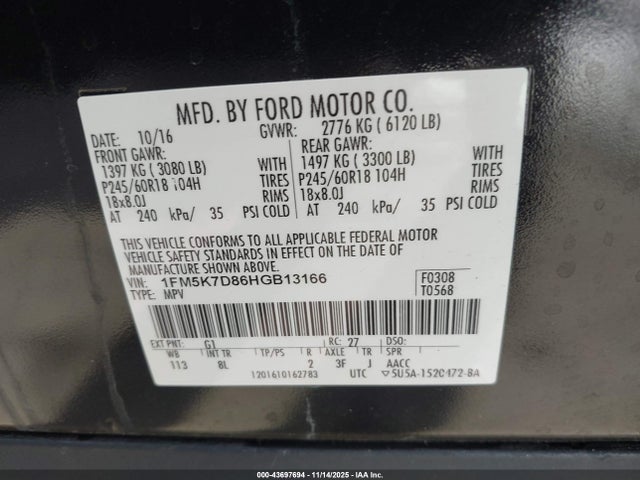 MFD. BY FORD MOTOR CO.
DATE: 10/16 GVWR: 2776 KG ( 6120 LB)
FRONT GAWR: REAR GAWR:
1397 KG ( 3080 LB) WITH 1497 KG ( 3300 LB) WITH
P245/60R18 104H TIRES P245/60R18 104H TIRES
18x8.0J RIMS 18x8.0J RIMS
AT 240 kPa/ 35 PSI COLD AT 240 kPa/ 35 PSI COLD
THIS VEHICLE CONFORMS TO ALL APPLICABLE FEDERAL MOTOR
VEHICLE SAFETY STANDARDS IN EFFECT ON THE DATE OF
MANUFACTURE SHOWN ABOVE.
VIN: 1FM5K7D86HGB13166 F0308
TYPE: MPV T0568
EXT PNT: G1 RC: 27 DSO:
WB INT TR TP/PS R AXLE TR SPR
113 8L 2 3F J AACC
1201610162783 UTC ▽5U5A-1520472-BA
000-43697694 - 11/14/2025 - IAA Inc.